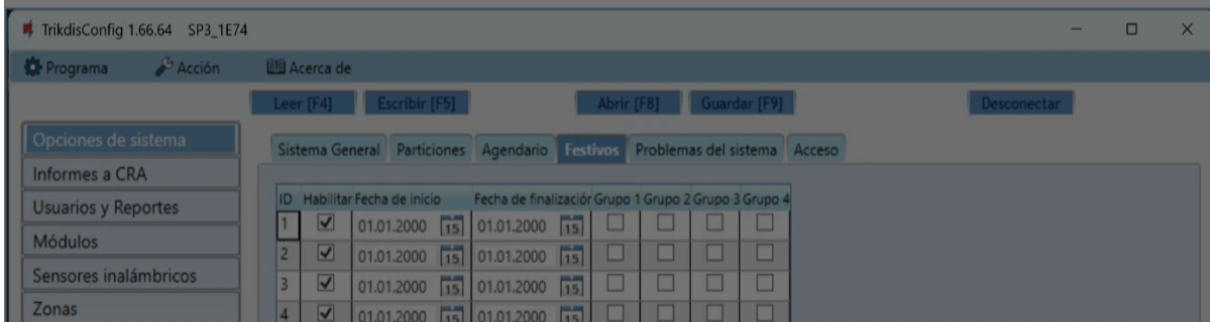 TrikdisConfig 1.66.64 SP3_1E74
Programa Acción Acerca de
Leer [F4] Escribir [F5] Abrir [F8] Guardar [F9] Desconectar
Opciones de sistema
Informes a CRA
Usuarios y Reportes
Módulos
Sensores inalámbricos
Zonas
Sistema General Particiones Agendario Festivos Problemas del sistema Acceso
ID Habilitar Fecha de inicio Fecha de finalización Grupo 1 Grupo 2 Grupo 3 Grupo 4
1 01.01.2000 15 01.01.2000 15
2 01.01.2000 15 01.01.2000 15
3 01.01.2000 15 01.01.2000 15
4 01.01.2000 15 01.01.2000 15